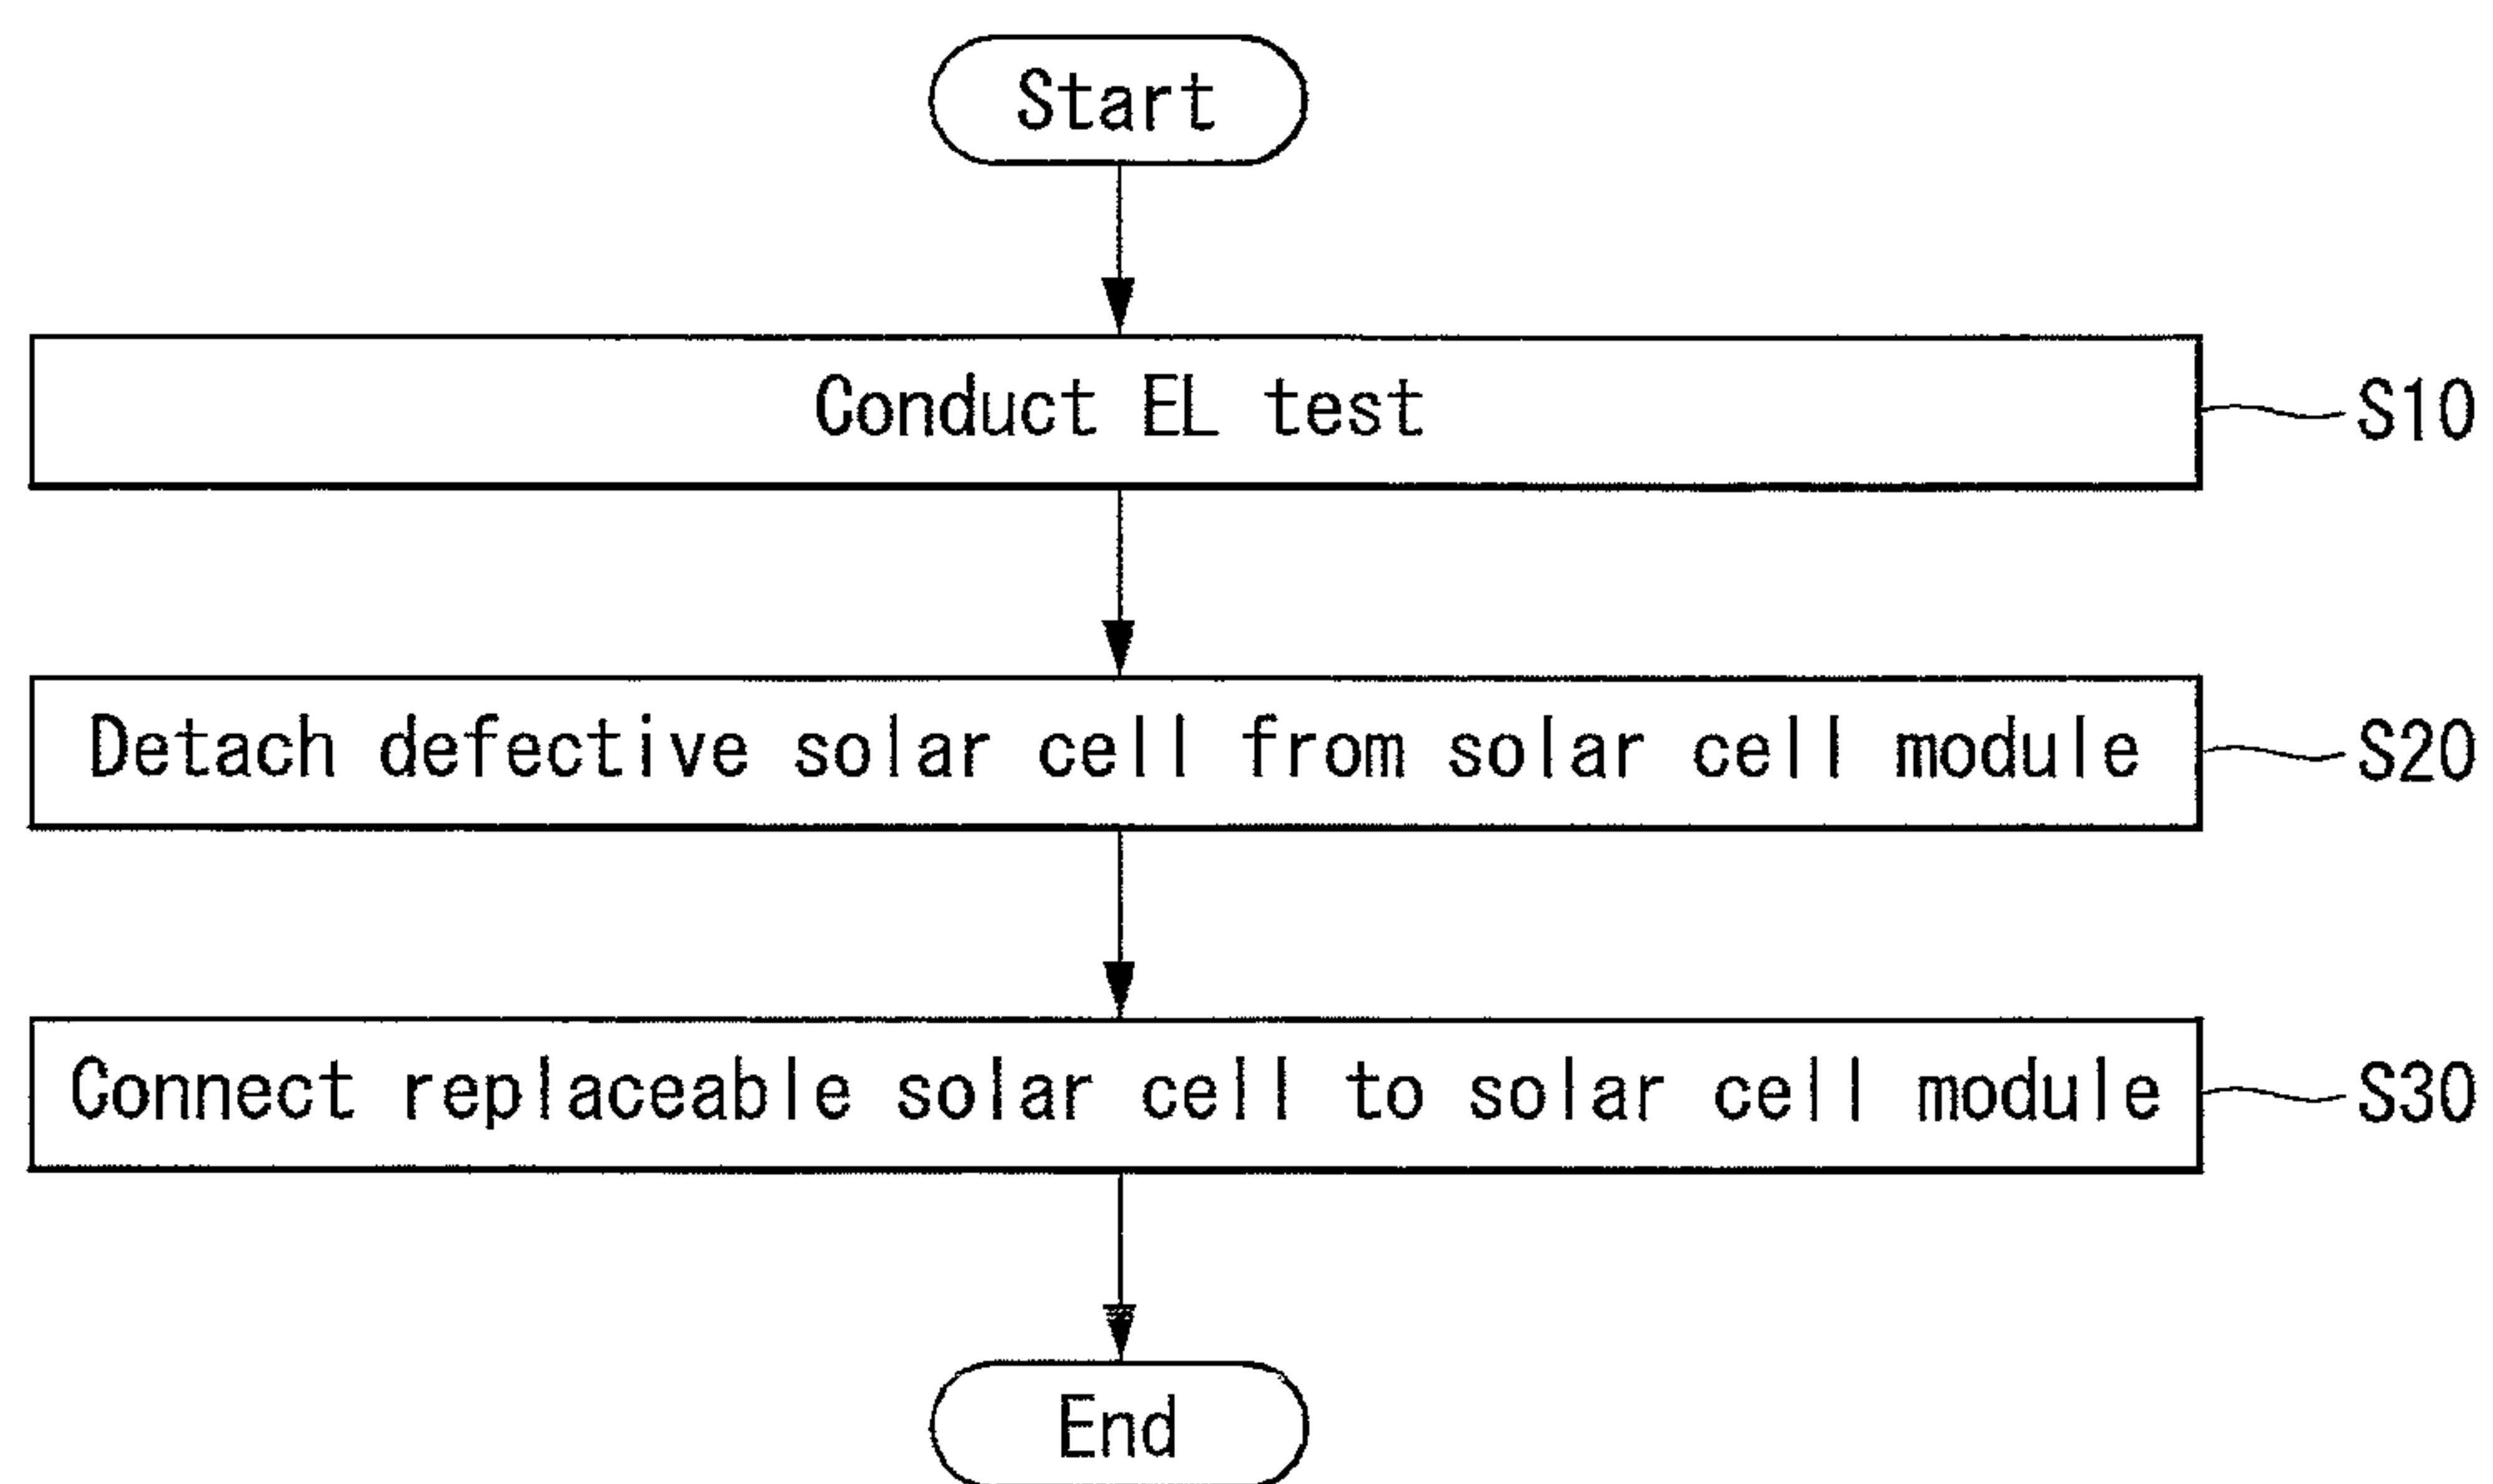 Start
Conduct EL test
S10
Detach defective solar cell from solar cell module
S20
Connect replaceable solar cell to solar cell module
S30
End